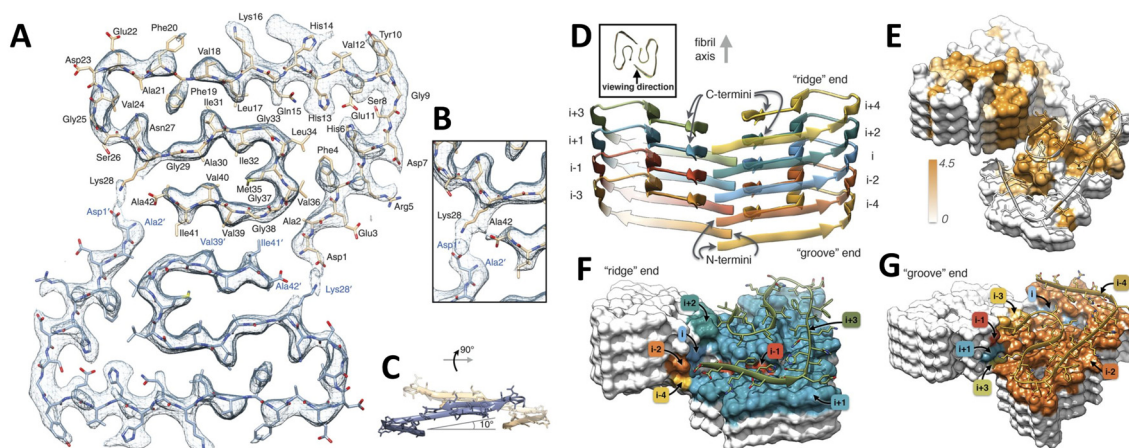 A
Glu22
Phe20
Lys16
His14
Val18
Val12
Tyr10
Asp23
Ala21
Phe19
Ile31
Leu17
Gln15
His13
Ser8
Glu11
Gly9
Val24
Gly25
Asn27
Gly33
Leu34
His6
Ser26
Gly29
Ala30
Ile32
Phe4
Asp7
Lys28
Val40
Met35
Gly37
Val36
Arg5
Ala42
Asp1'
Ala2'
Ile41
Val39
Gly38
Ala2
Glu3
Val39'
Ile41'
Asp1
Ala42'
Lys28'
B
Lys28
Ala42
Asp1'
Ala2'
C
90°
10°
D
viewing direction
fibril
axis
C-termini
"ridge" end
i+3
i+1
i-1
i-3
i+4
i+2
i
i-2
i-4
N-termini
"groove" end
E
4.5
0
F
"ridge" end
i+2
i
i-2
i-4
i-1
i+3
i+1
G
"groove" end
i-3
i
i-4
i-1
i+1
i+3
i-2